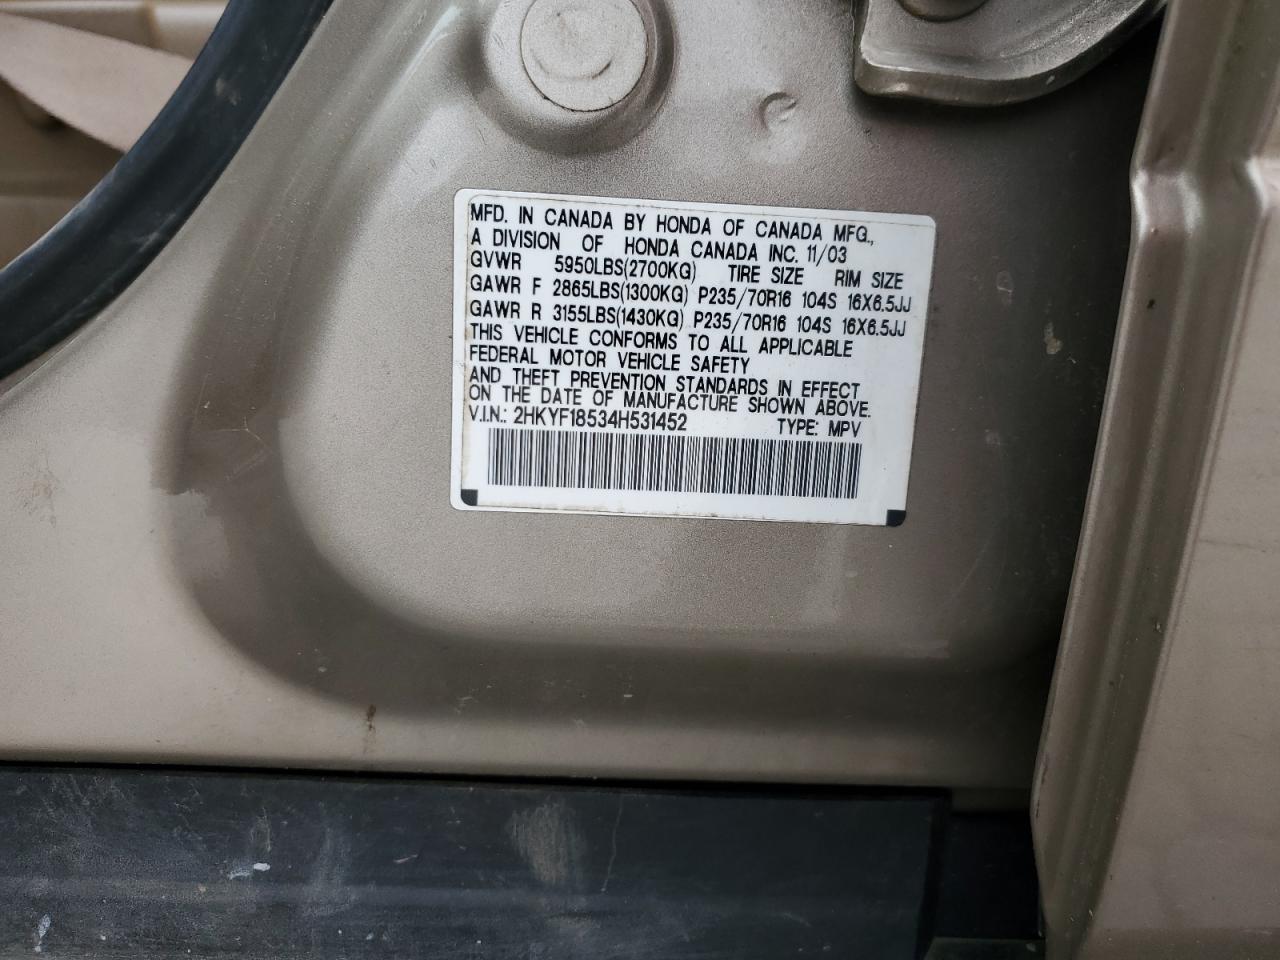 MFD. IN CANADA BY HONDA OF CANADA MFG.,
A DIVISION OF HONDA CANADA INC. 11/03
GVWR 5950LBS(2700KG) TIRE SIZE RIM SIZE
GAWR F 2865LBS(1300KG) P235/70R16 104S 16X6.5JJ
GAWR R 3155LBS(1430KG) P235/70R16 104S 16X6.5JJ
THIS VEHICLE CONFORMS TO ALL APPLICABLE
FEDERAL MOTOR VEHICLE SAFETY
AND THEFT PREVENTION STANDARDS IN EFFECT
ON THE DATE OF MANUFACTURE SHOWN ABOVE.
V.I.N.: 2HKYF18534H531452 TYPE: MPV